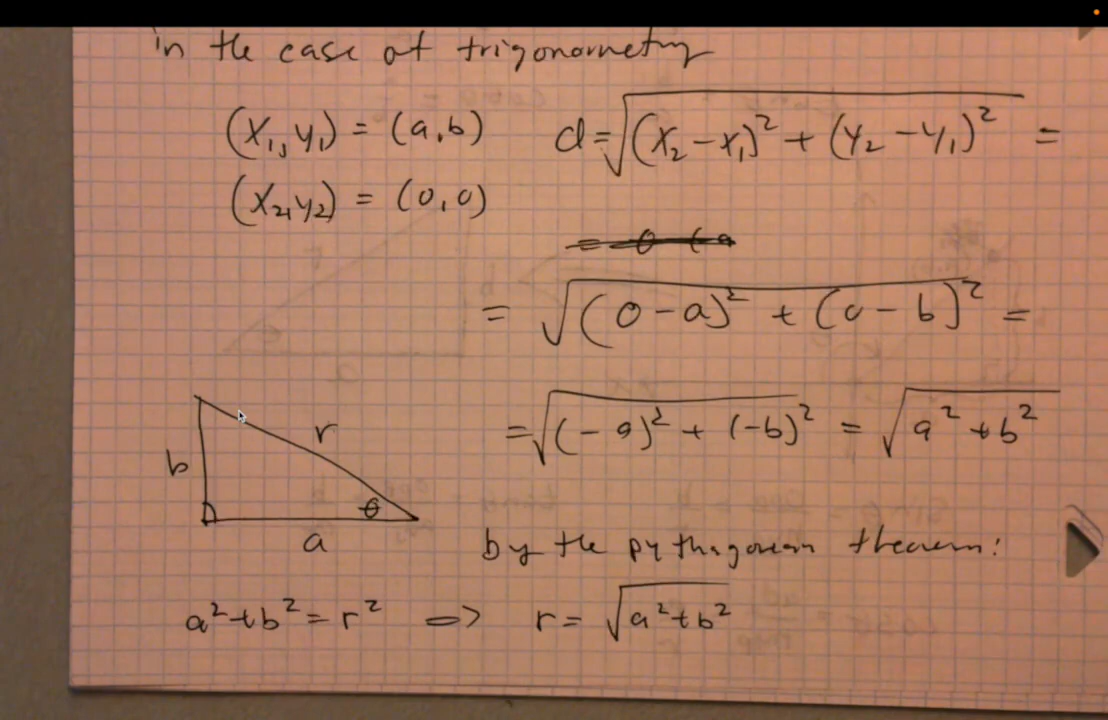 in the case of trigonometry
(x₁, y₁) = (a, b) d = √((x₂ − x₁)² + (y₂ − y₁)²) =
(x₂, y₂) = (0, 0)
= √((0 − a)² + (0 − b)²) =
= √((−a)² + (−b)²) = √(a² + b²)
b
r
θ
a
by the pythagorean theorem:
a² + b² = r² => r = √(a² + b²)